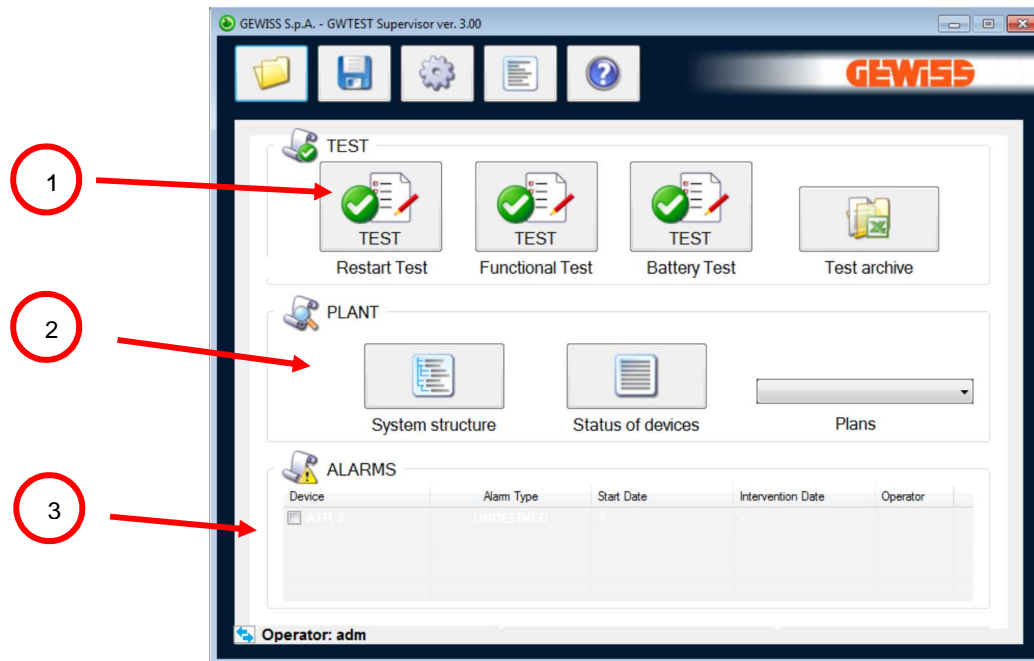 GEWISS S.p.A. - GWTEST Supervisor ver. 3.00
GEWISS
1
TEST
TEST TEST TEST
Restart Test Functional Test Battery Test Test archive
2
PLANT
System structure Status of devices Plans
3
ALARMS
Device Alarm Type Start Date Intervention Date Operator
ATR 2 UNDEFINED ?
Operator: adm